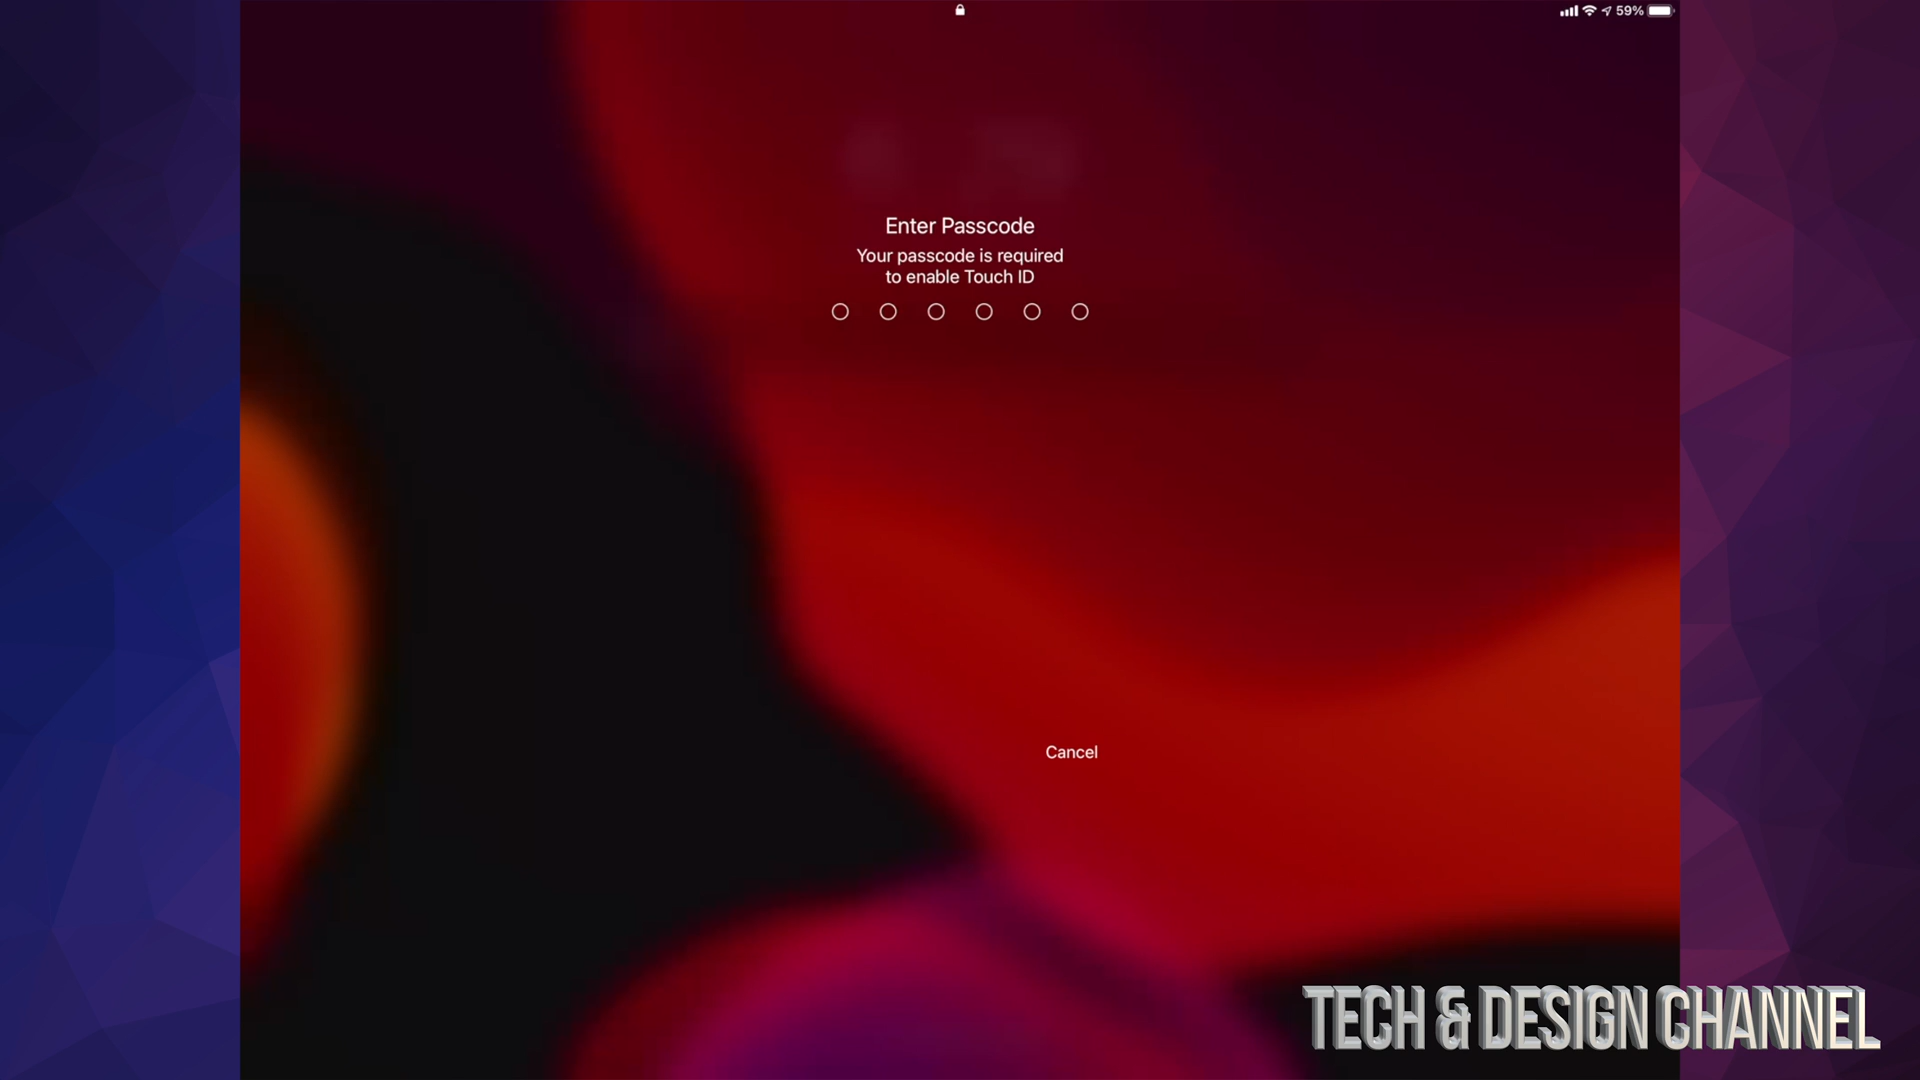 59%
Enter Passcode
Your passcode is required
to enable Touch ID
Cancel
TECH & DESIGN CHANNEL